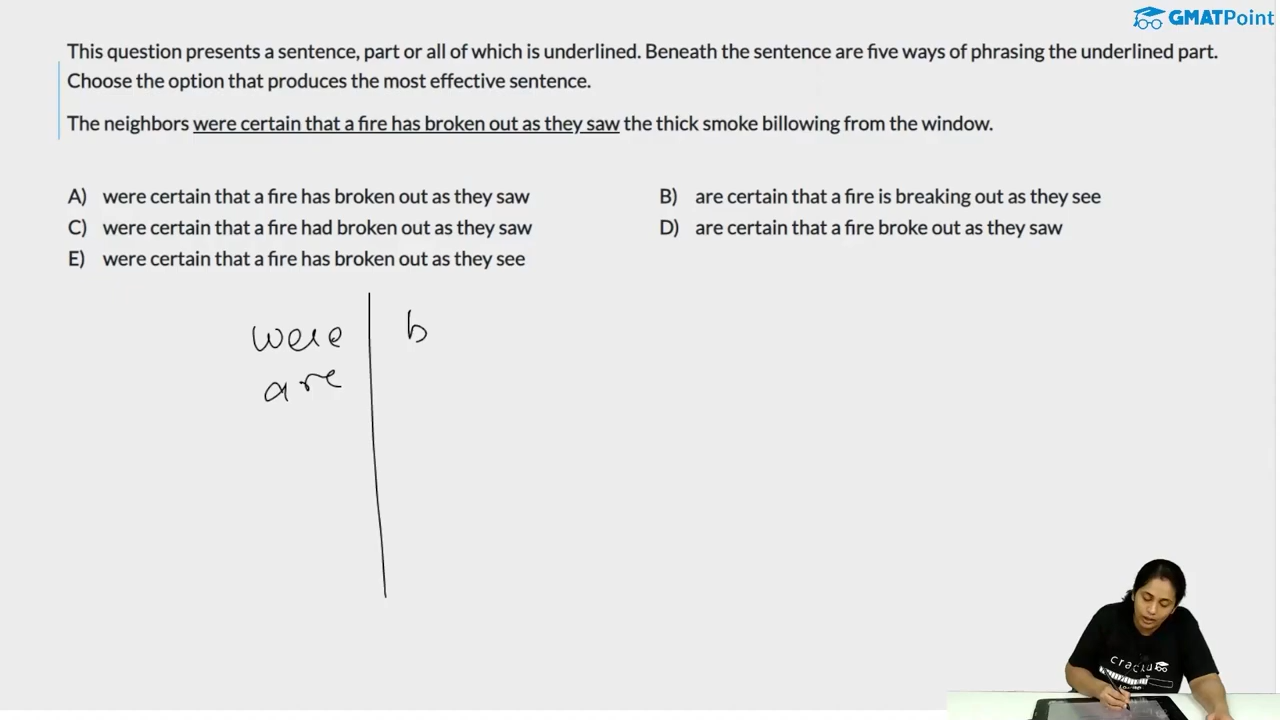 GMATPoint
This question presents a sentence, part or all of which is underlined. Beneath the sentence are five ways of phrasing the underlined part.
Choose the option that produces the most effective sentence.
The neighbors were certain that a fire has broken out as they saw the thick smoke billowing from the window.
A) were certain that a fire has broken out as they saw
B) are certain that a fire is breaking out as they see
C) were certain that a fire had broken out as they saw
D) are certain that a fire broke out as they saw
E) were certain that a fire has broken out as they see
were b
are